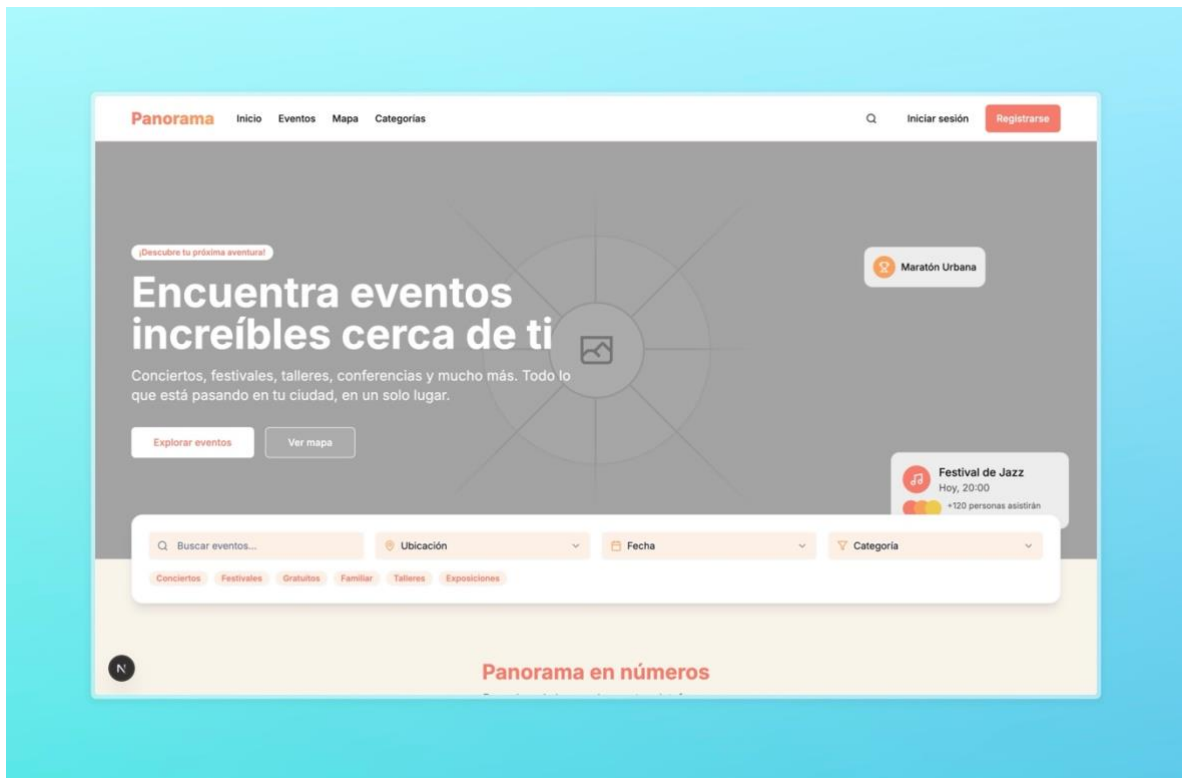 Panorama Inicio Eventos Mapa Categorías Iniciar sesión Registrarse
¡Descubre tu próxima aventura!
Encuentra eventos
increíbles cerca de ti
Conciertos, festivales, talleres, conferencias y mucho más. Todo lo
que está pasando en tu ciudad, en un solo lugar.
Explorar eventos Ver mapa
Maratón Urbana
Festival de Jazz
Hoy, 20:00
+120 personas asistirán
Buscar eventos... Ubicación Fecha Categoría
Conciertos Festivales Gratuitos Familiar Talleres Exposiciones
Panorama en números
N